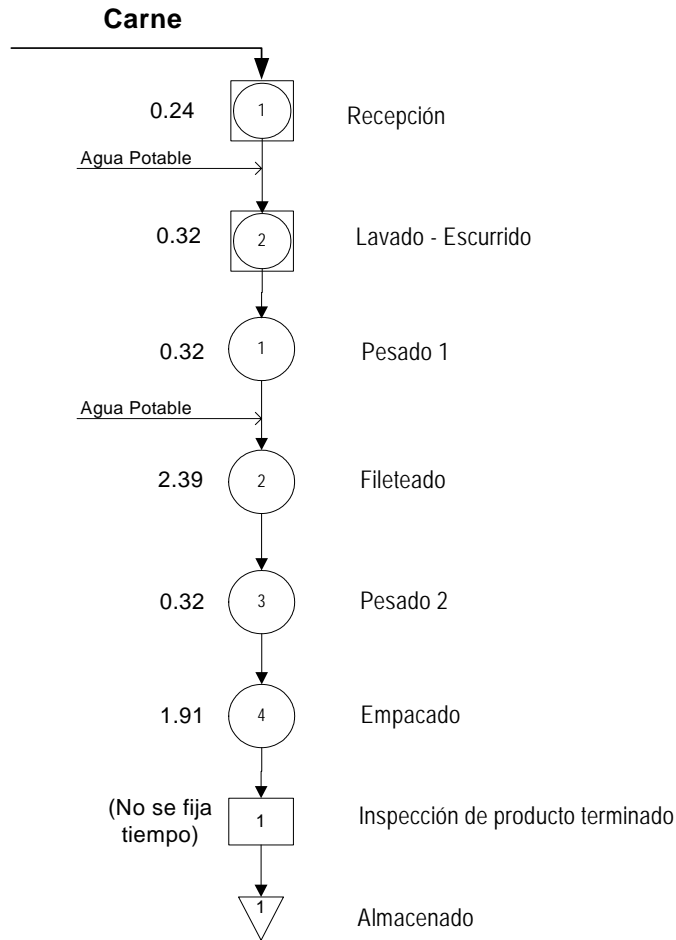 Carne
0.24
1
Recepción
Agua Potable
0.32
2
Lavado - Escurrido
0.32
1
Pesado 1
Agua Potable
2.39
2
Fileteado
0.32
3
Pesado 2
1.91
4
Empacado
(No se fija
tiempo)
1
Inspección de producto terminado
1
Almacenado